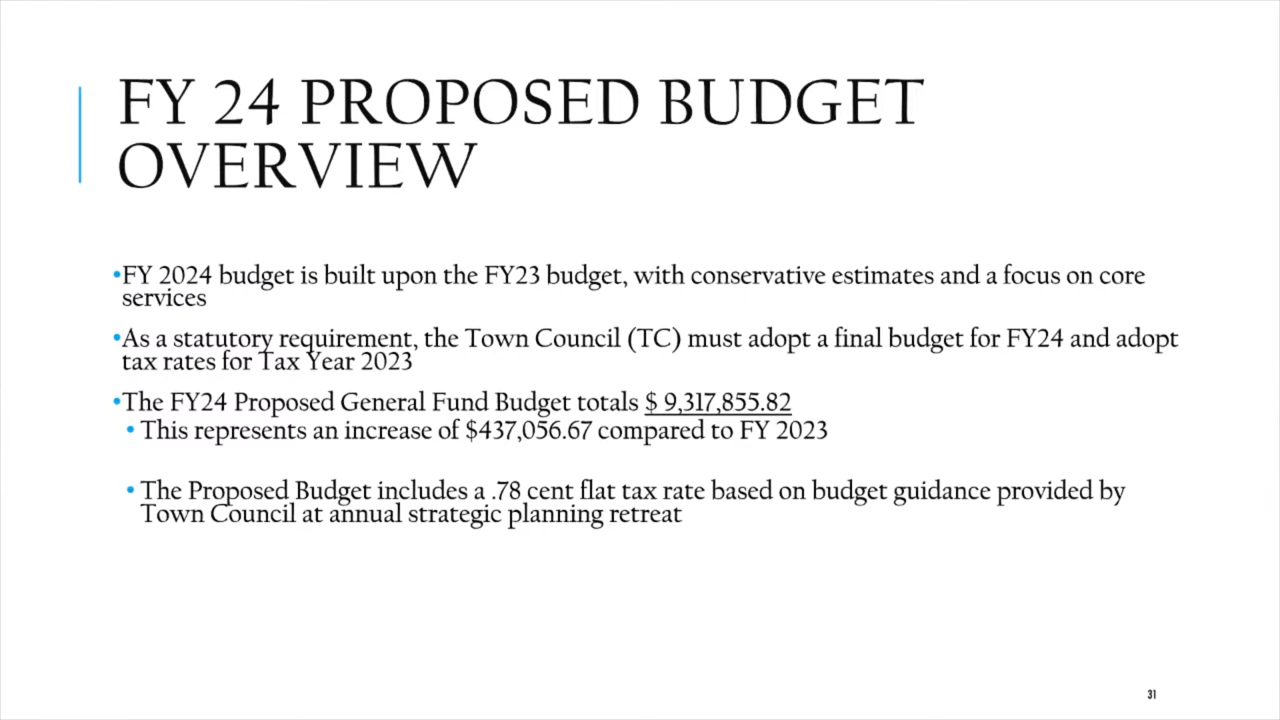 FY 24 PROPOSED BUDGET
OVERVIEW
•FY 2024 budget is built upon the FY23 budget, with conservative estimates and a focus on core
services
•As a statutory requirement, the Town Council (TC) must adopt a final budget for FY24 and adopt
tax rates for Tax Year 2023
•The FY24 Proposed General Fund Budget totals $ 9,317,855.82
• This represents an increase of $437,056.67 compared to FY 2023
• The Proposed Budget includes a .78 cent flat tax rate based on budget guidance provided by
Town Council at annual strategic planning retreat
31